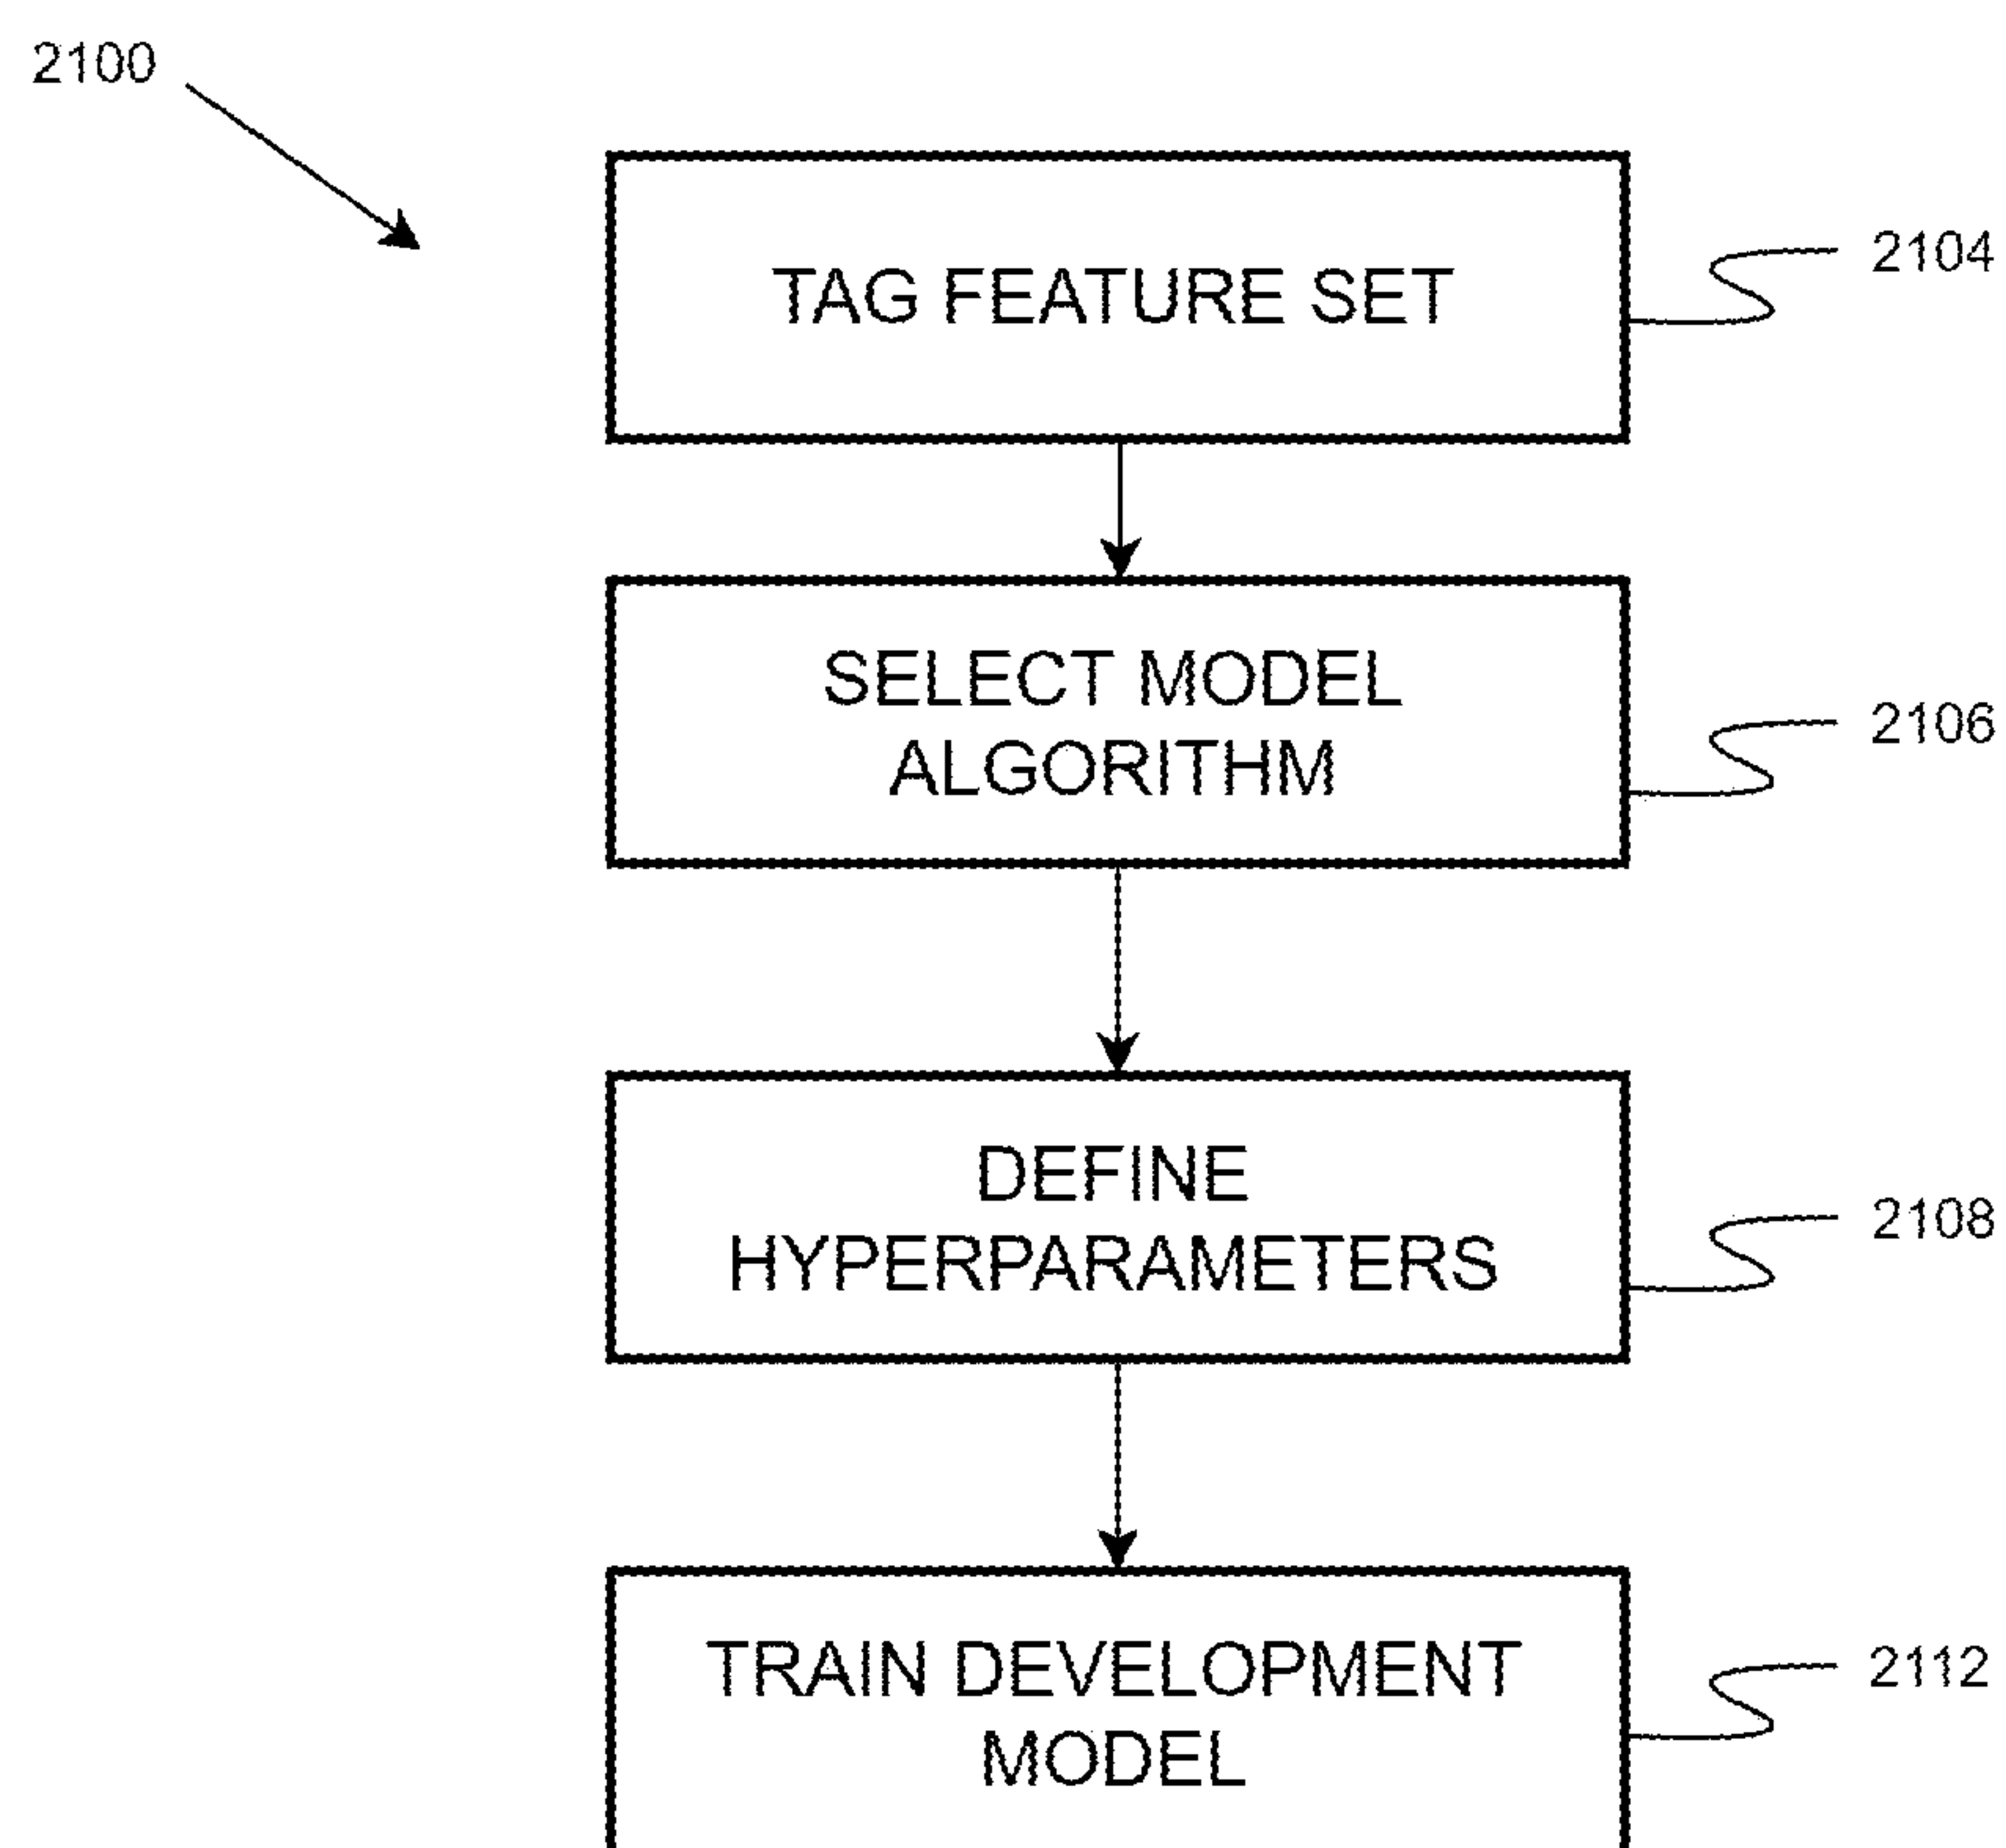 2100
TAG FEATURE SET
2104
SELECT MODEL
ALGORITHM
2106
DEFINE
HYPERPARAMETERS
2108
TRAIN DEVELOPMENT
MODEL
2112